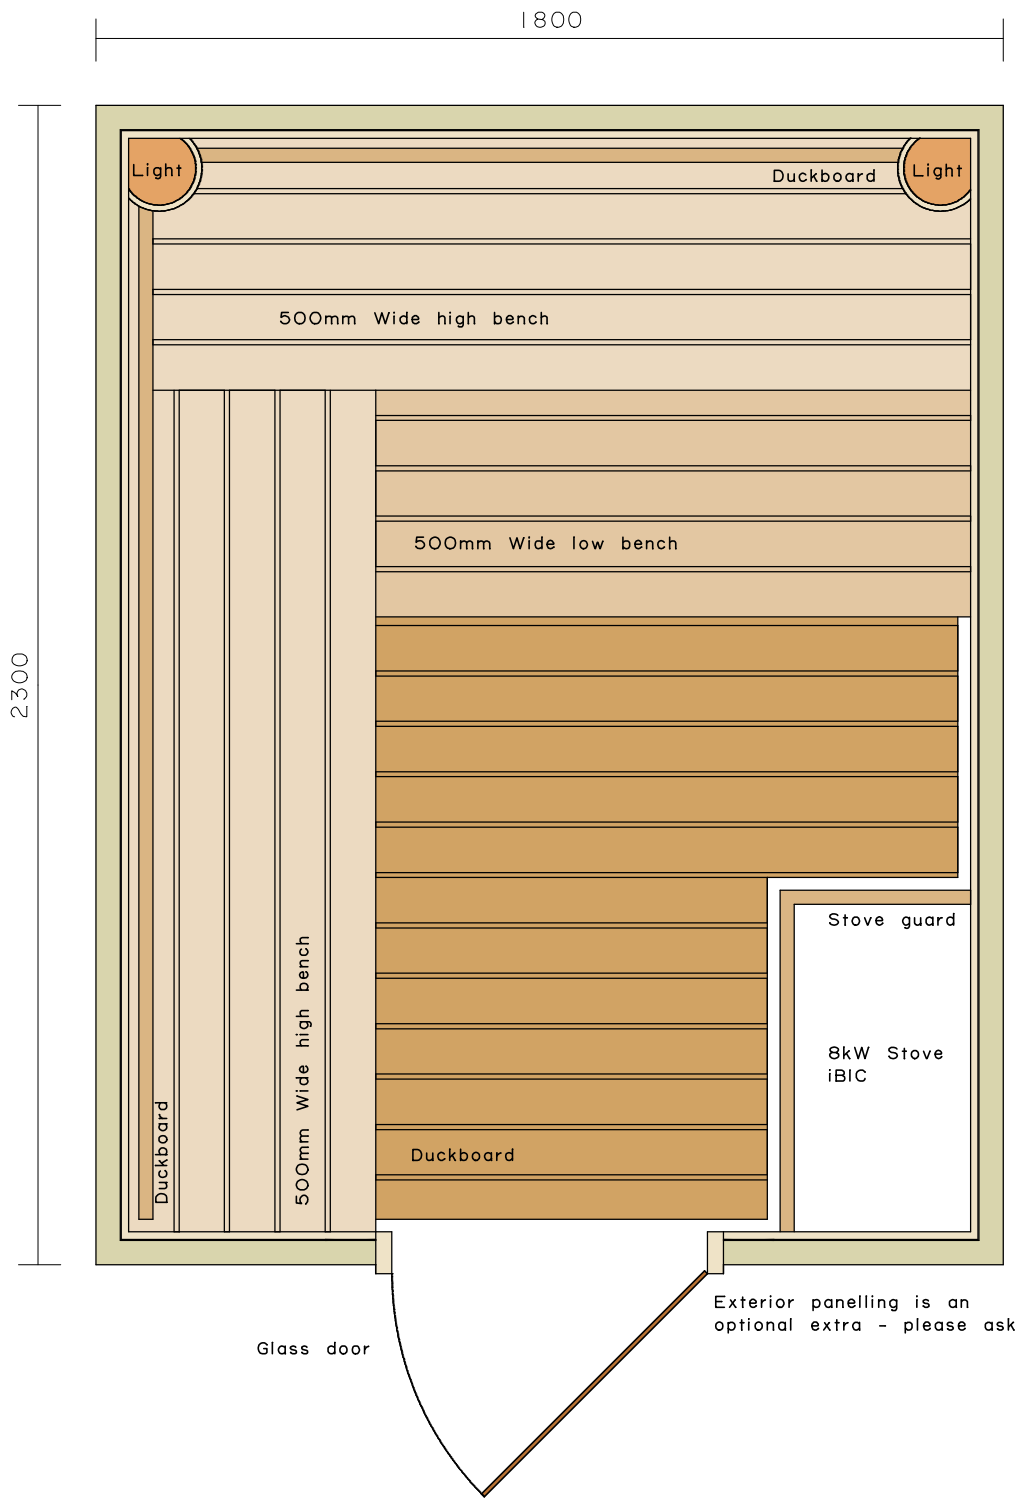 1800
Light
Duckboard
Light
500mm Wide high bench
500mm Wide low bench
2300
Stove guard
8kW Stove
iBIC
500mm Wide high bench
Duckboard
Duckboard
Exterior panelling is an
optional extra - please ask
Glass door